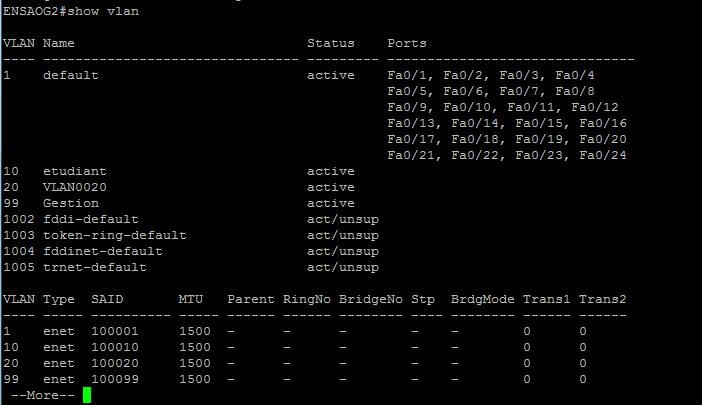 ENSAOG2#show vlan
VLAN Name                             Status    Ports
---- -------------------------------- --------- -------------------------------
1    default                          active    Fa0/1, Fa0/2, Fa0/3, Fa0/4
                                                Fa0/5, Fa0/6, Fa0/7, Fa0/8
                                                Fa0/9, Fa0/10, Fa0/11, Fa0/12
                                                Fa0/13, Fa0/14, Fa0/15, Fa0/16
                                                Fa0/17, Fa0/18, Fa0/19, Fa0/20
                                                Fa0/21, Fa0/22, Fa0/23, Fa0/24
10   etudiant                         active
20   VLAN0020                         active
99   Gestion                          active
1002 fddi-default                     act/unsup
1003 token-ring-default               act/unsup
1004 fddinet-default                  act/unsup
1005 trnet-default                    act/unsup
VLAN Type  SAID       MTU   Parent RingNo BridgeNo Stp  BrdgMode Trans1 Trans2
---- ----- ---------- ----- ------ ------ -------- ---- -------- ------ ------
1    enet  100001     1500  -      -      -        -    -        0      0
10   enet  100010     1500  -      -      -        -    -        0      0
20   enet  100020     1500  -      -      -        -    -        0      0
99   enet  100099     1500  -      -      -        -    -        0      0
 --More--